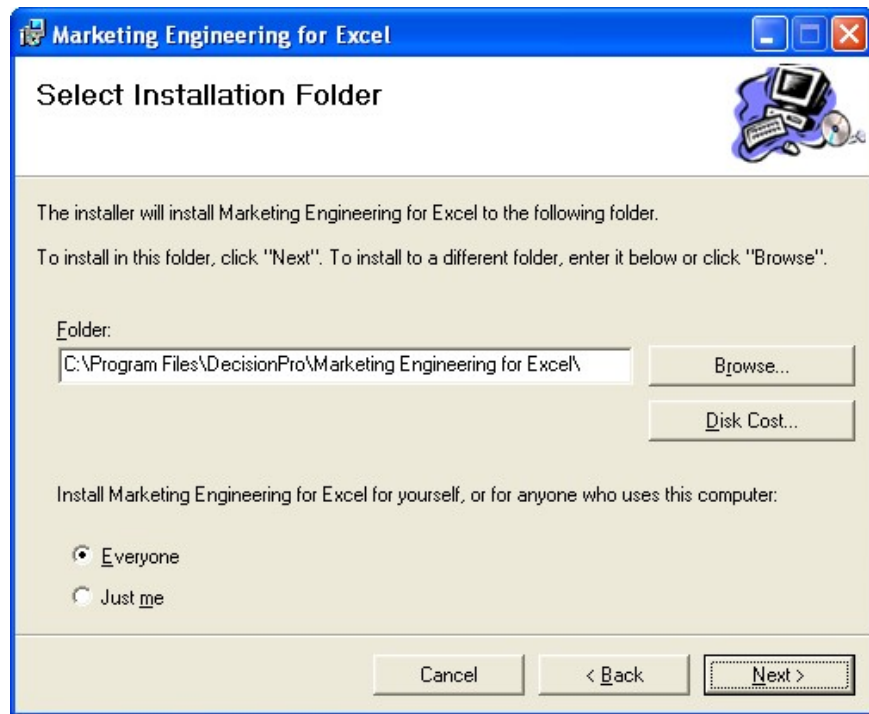 Marketing Engineering for Excel
Select Installation Folder
The installer will install Marketing Engineering for Excel to the following folder.
To install in this folder, click "Next". To install to a different folder, enter it below or click "Browse".
Folder:
C:\Program Files\DecisionPro\Marketing Engineering for Excel\
Browse...
Disk Cost...
Install Marketing Engineering for Excel for yourself, or for anyone who uses this computer:
Everyone
Just me
Cancel
< Back
Next >